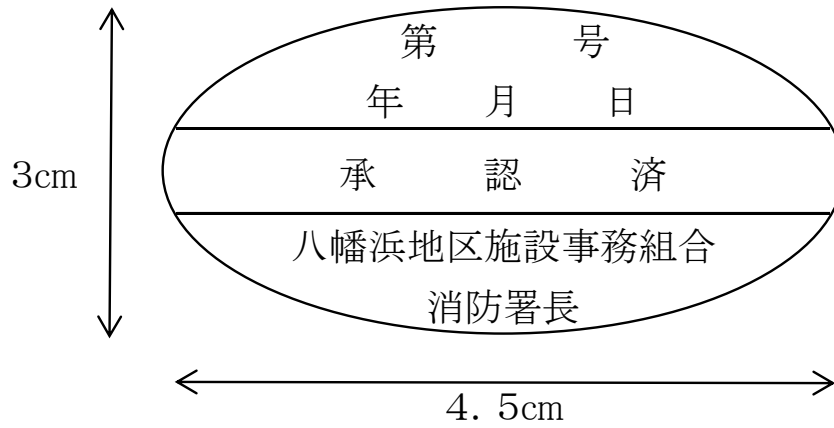 第 号
年 月 日
3cm
承 認 済
八幡浜地区施設事務組合
消防署長
4.5cm